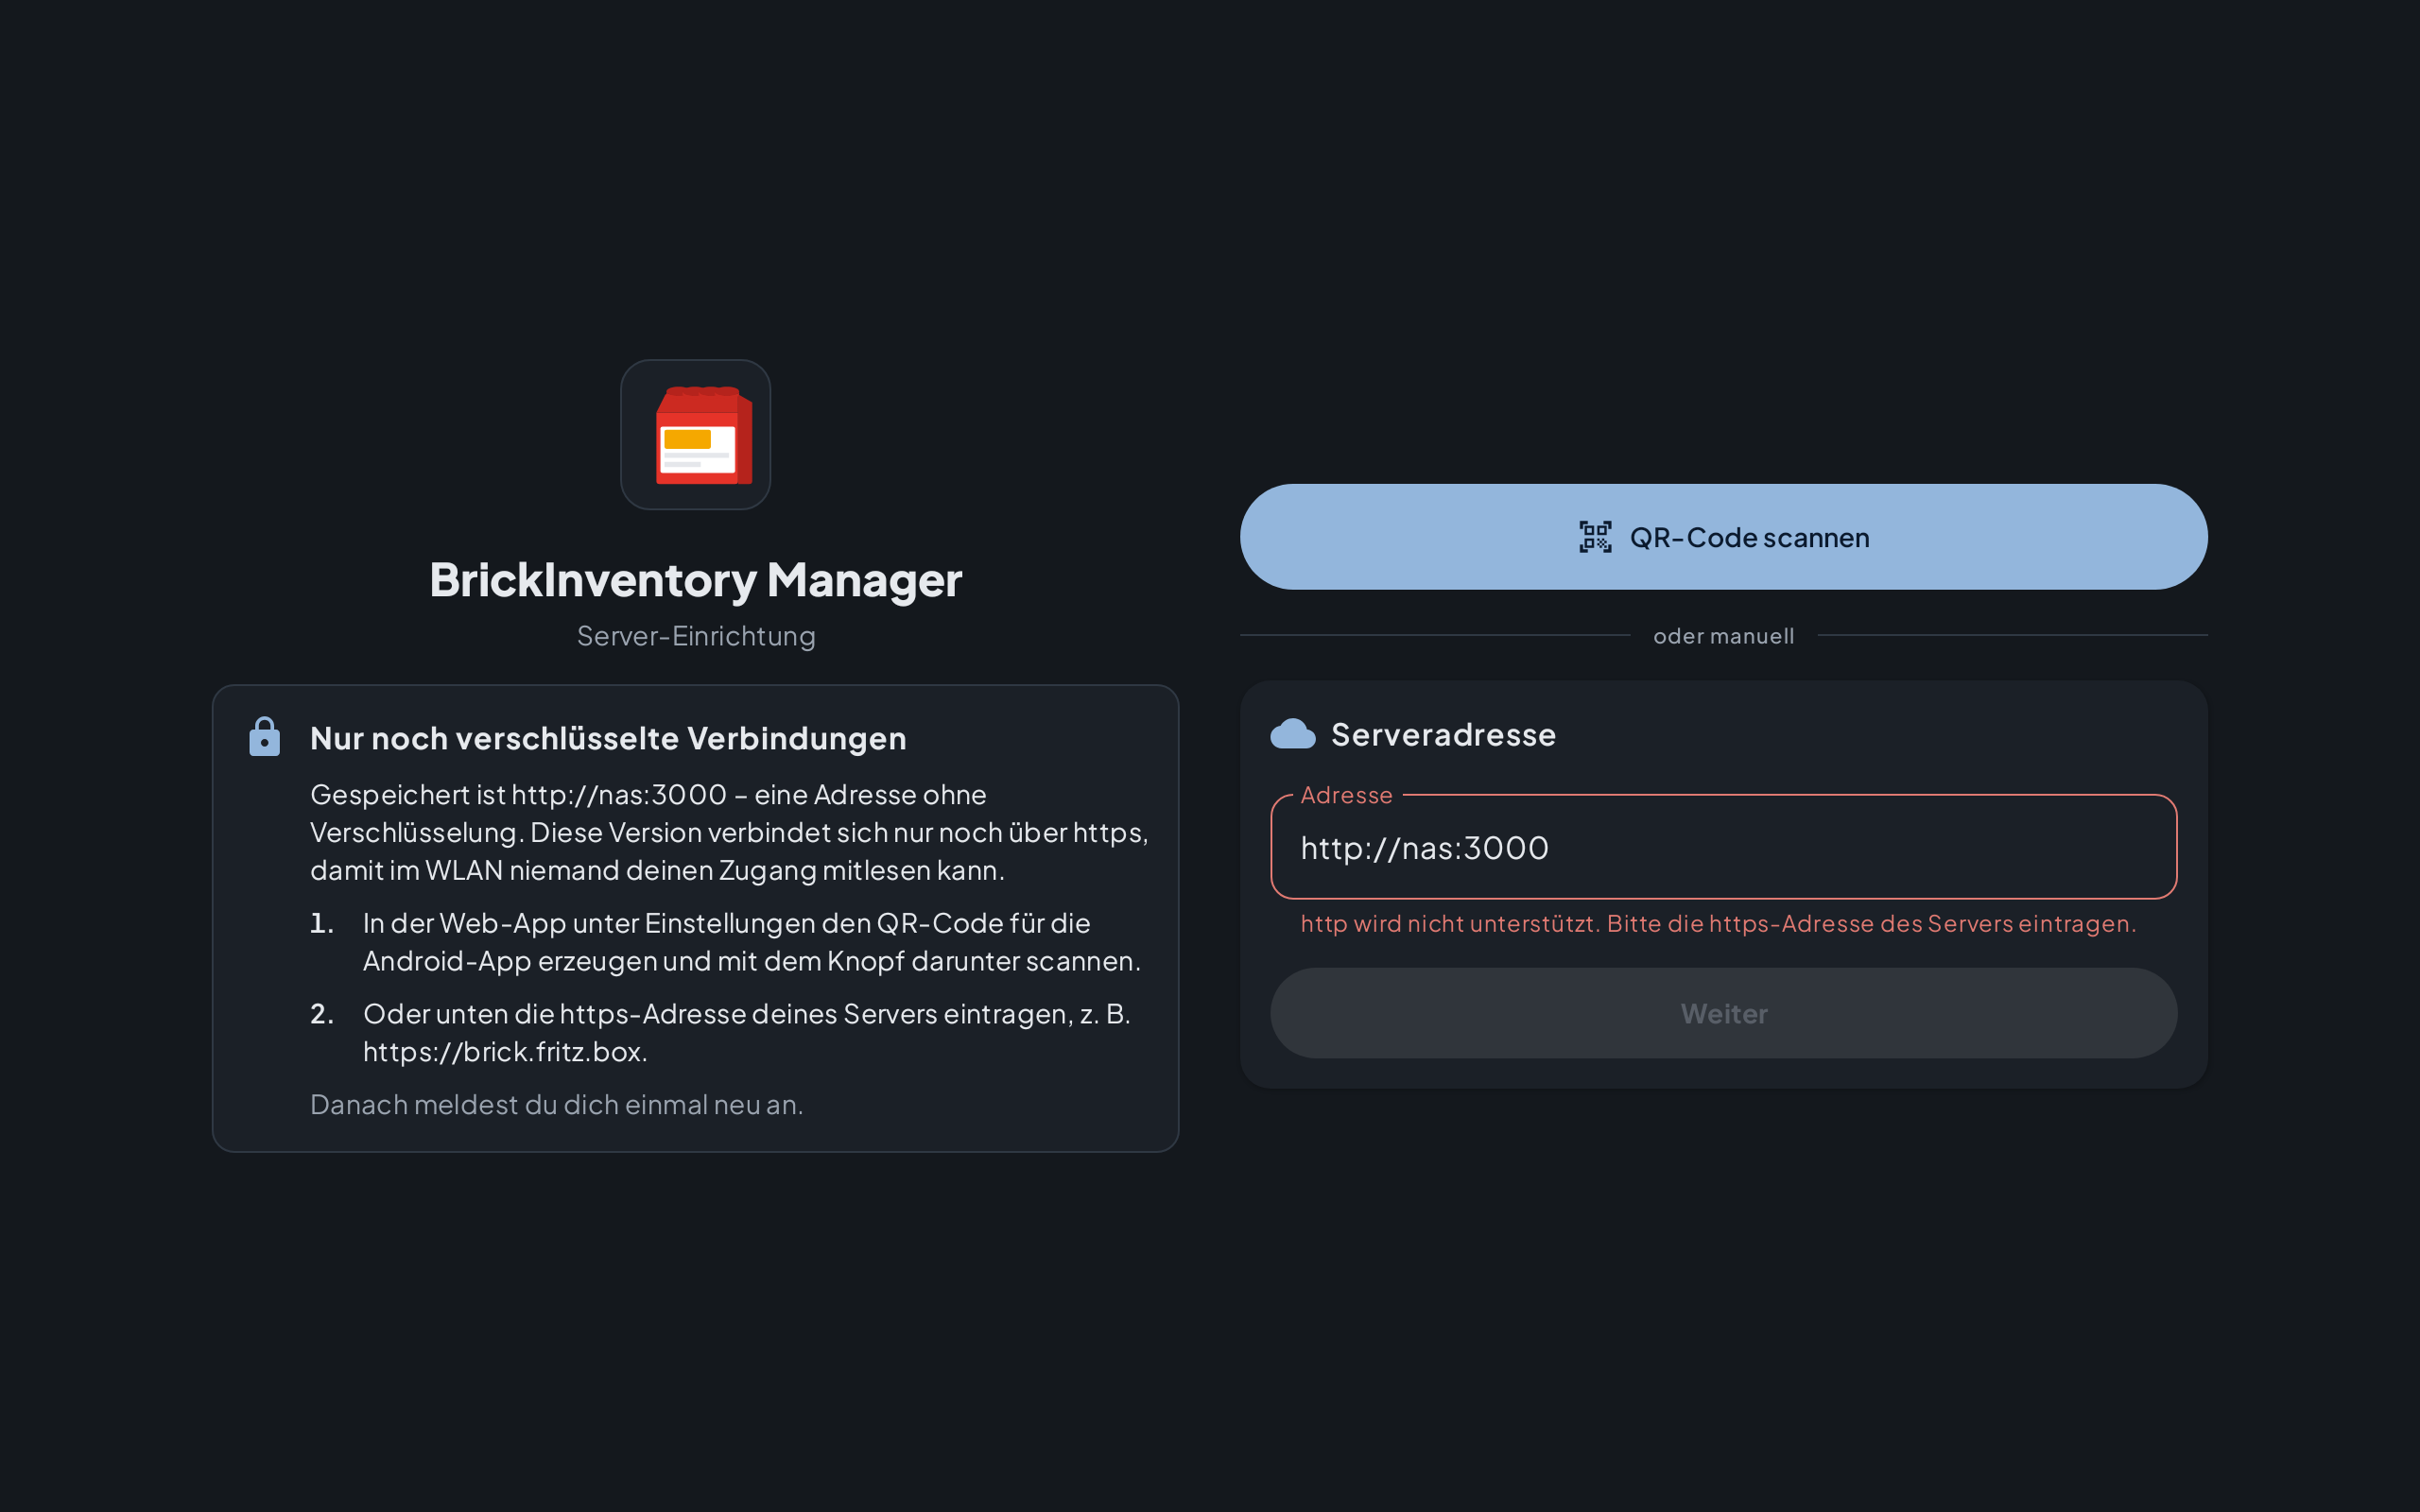 BrickInventory Manager
Server-Einrichtung
Nur noch verschlüsselte Verbindungen
Gespeichert ist http://nas:3000 – eine Adresse ohne
Verschlüsselung. Diese Version verbindet sich nur noch über https,
damit im WLAN niemand deinen Zugang mitlesen kann.
1. In der Web-App unter Einstellungen den QR-Code für die
Android-App erzeugen und mit dem Knopf darunter scannen.
2. Oder unten die https-Adresse deines Servers eintragen, z. B.
https://brick.fritz.box.
Danach meldest du dich einmal neu an.
QR-Code scannen
oder manuell
Serveradresse
Adresse
http://nas:3000
http wird nicht unterstützt. Bitte die https-Adresse des Servers eintragen.
Weiter